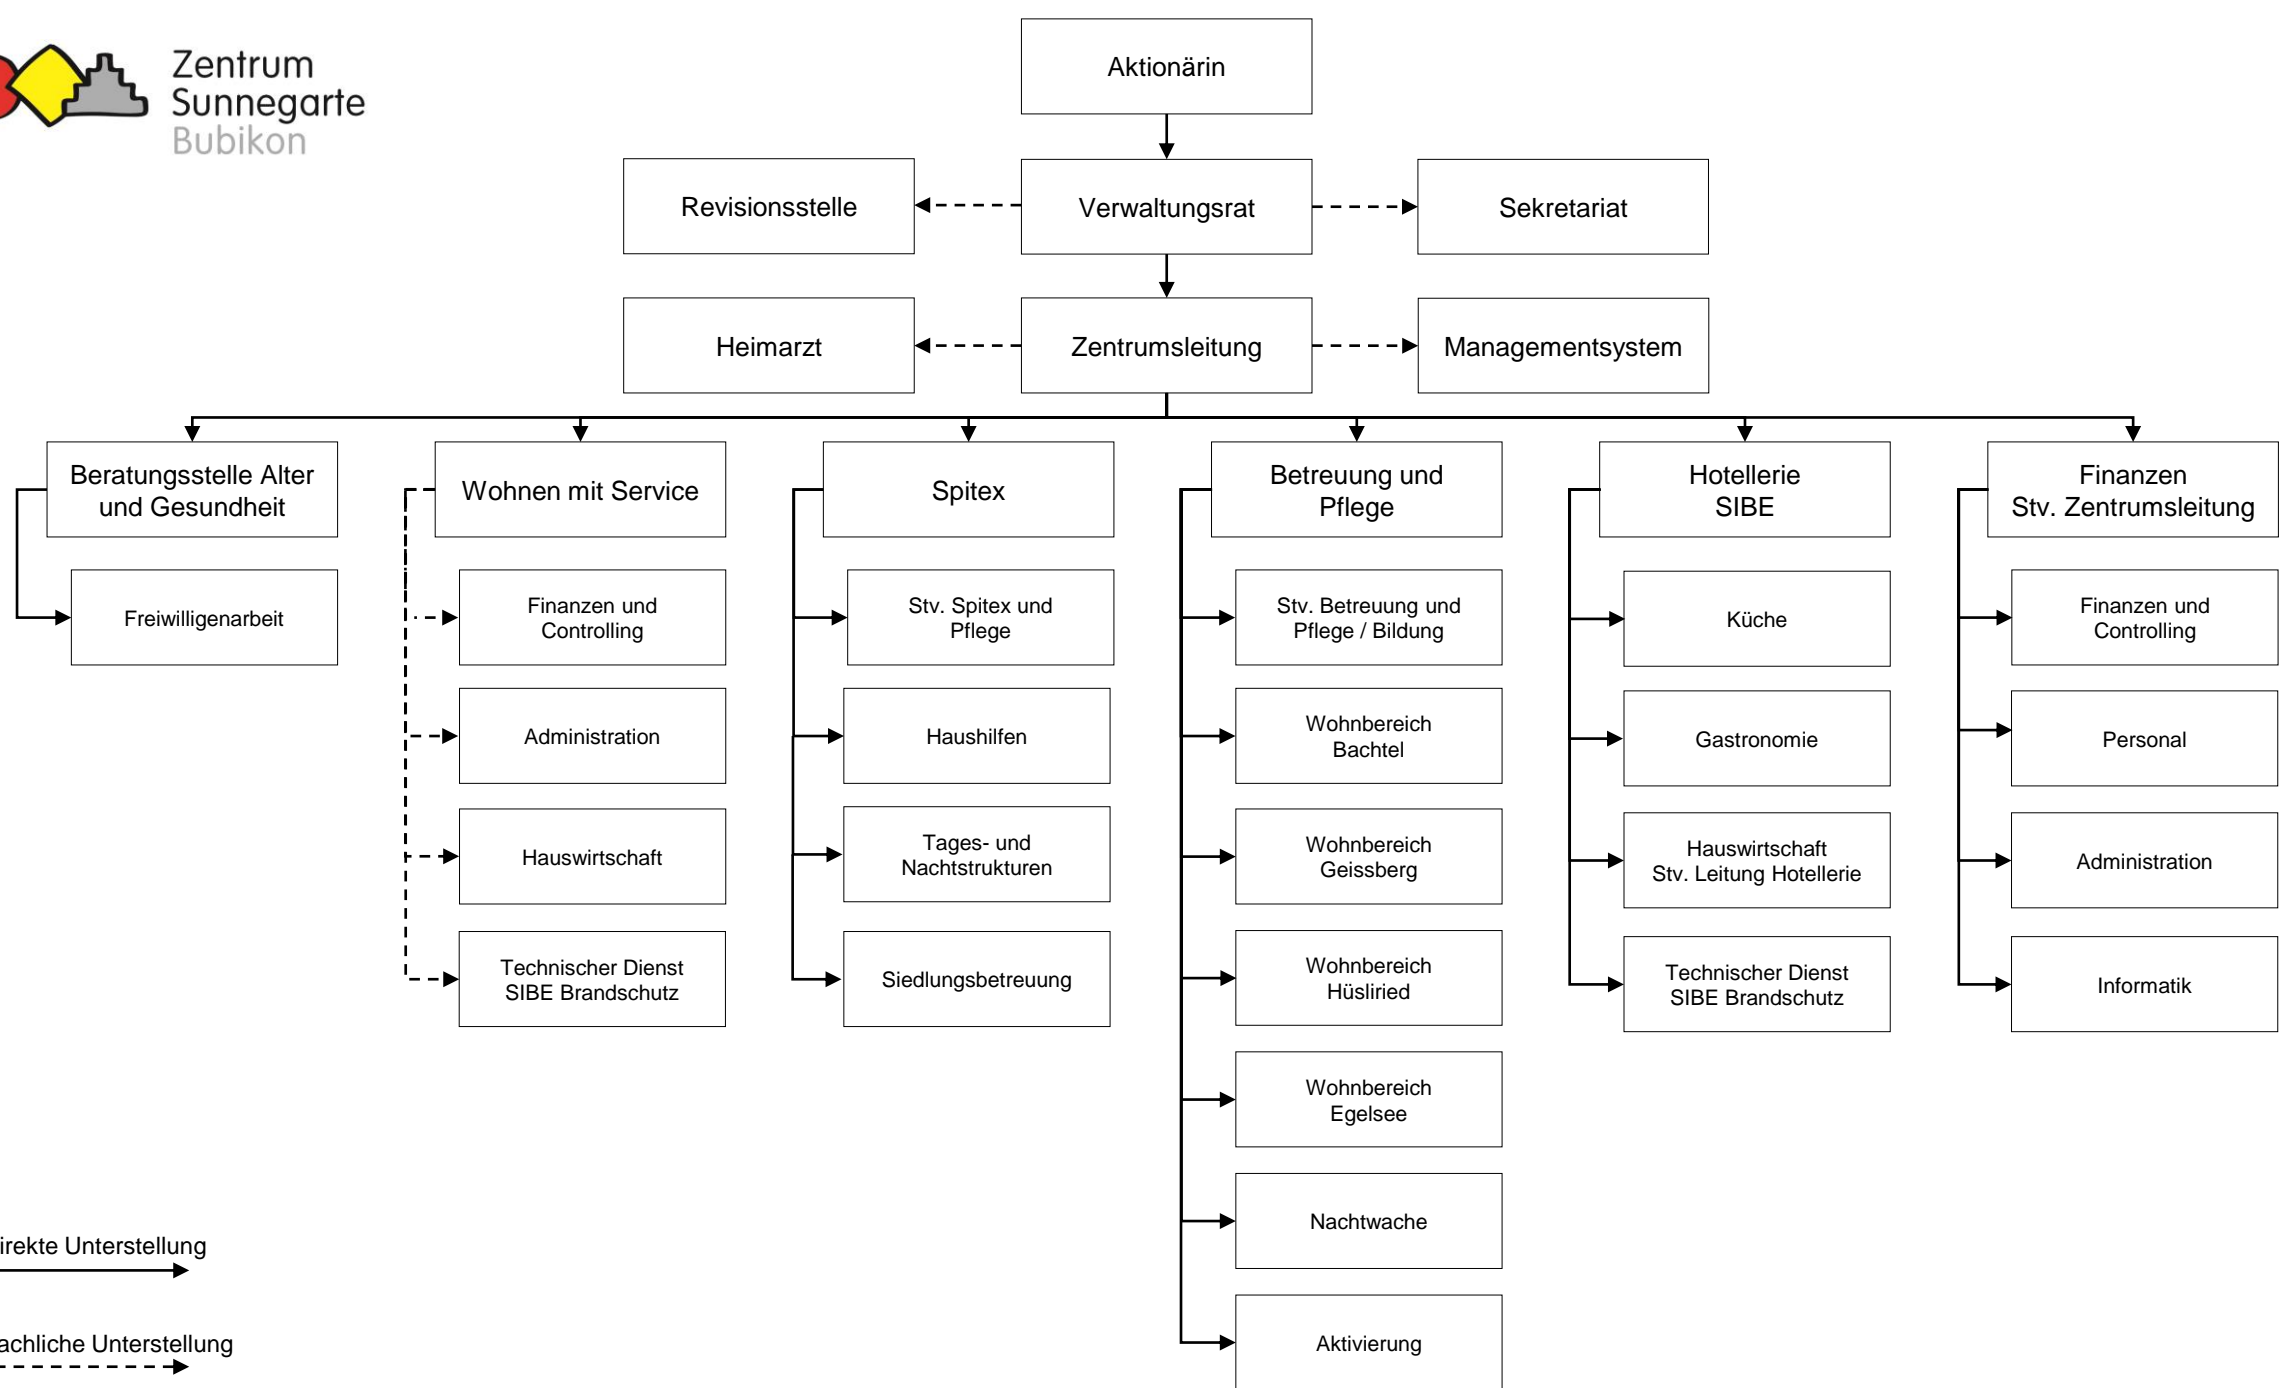 Zentrum
Sunnegarte
Bubikon
Aktionärin
Revisionsstelle
Verwaltungsrat
Sekretariat
Heimarzt
Zentrumsleitung
Managementsystem
Beratungsstelle Alter
und Gesundheit
Wohnen mit Service
Spitex
Betreuung und
Pflege
Hotellerie
SIBE
Finanzen
Stv. Zentrumsleitung
Freiwilligenarbeit
Finanzen und
Controlling
Administration
Hauswirtschaft
Technischer Dienst
SIBE Brandschutz
Stv. Spitex und
Pflege
Haushilfen
Tages- und
Nachtstrukturen
Siedlungsbetreuung
Stv. Betreuung und
Pflege / Bildung
Wohnbereich
Bachtel
Wohnbereich
Geissberg
Wohnbereich
Hüsliried
Wohnbereich
Egelsee
Nachtwache
Aktivierung
Küche
Gastronomie
Hauswirtschaft
Stv. Leitung Hotellerie
Technischer Dienst
SIBE Brandschutz
Finanzen und
Controlling
Personal
Administration
Informatik
irekte Unterstellung
achliche Unterstellung